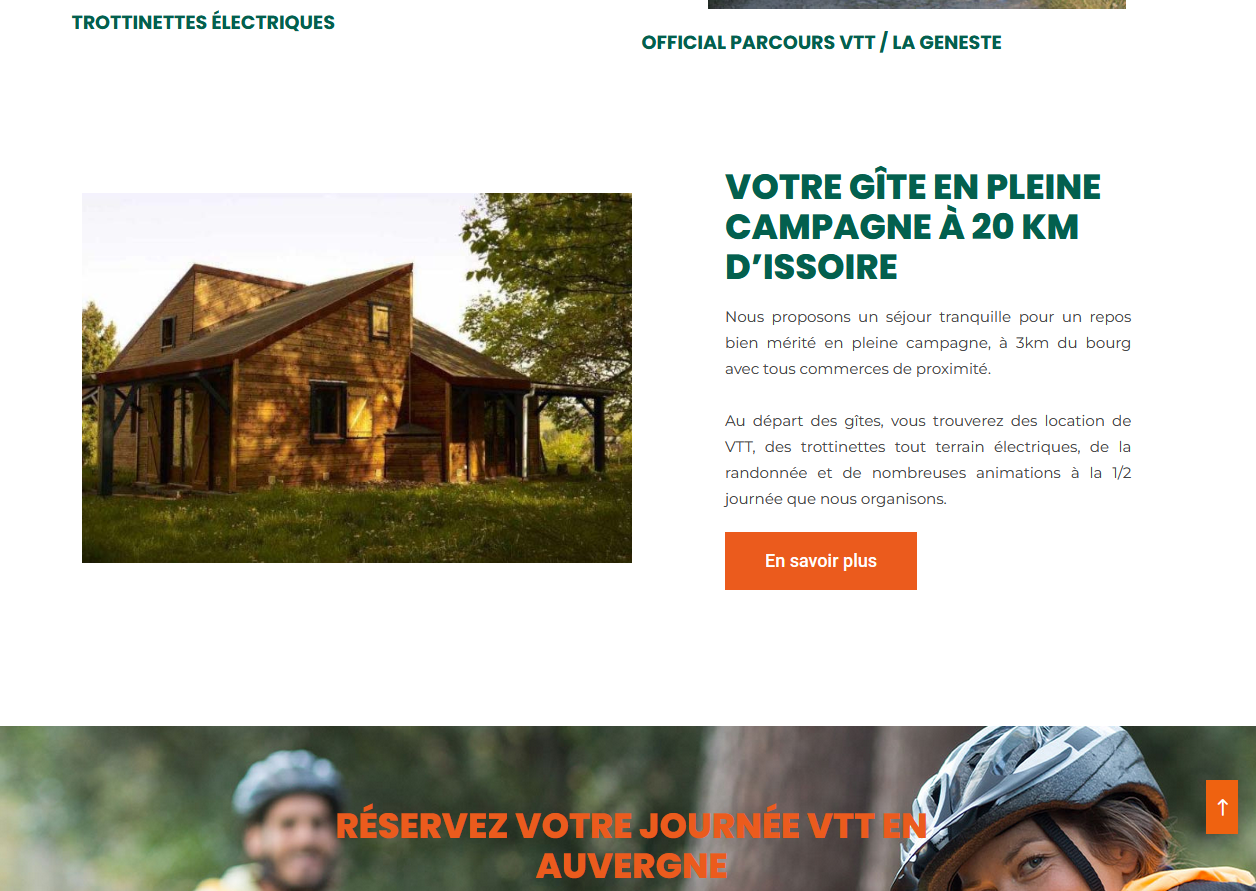 TROTTINETTES ÉLECTRIQUES
OFFICIAL PARCOURS VTT / LA GENESTE
VOTRE GÎTE EN PLEINE
CAMPAGNE À 20 KM
D’ISSOIRE
Nous proposons un séjour tranquille pour un repos
bien mérité en pleine campagne, à 3km du bourg
avec tous commerces de proximité.
Au départ des gîtes, vous trouverez des location de
VTT, des trottinettes tout terrain électriques, de la
randonnée et de nombreuses animations à la 1/2
journée que nous organisons.
En savoir plus
RÉSERVEZ VOTRE JOURNÉE VTT EN
AUVERGNE